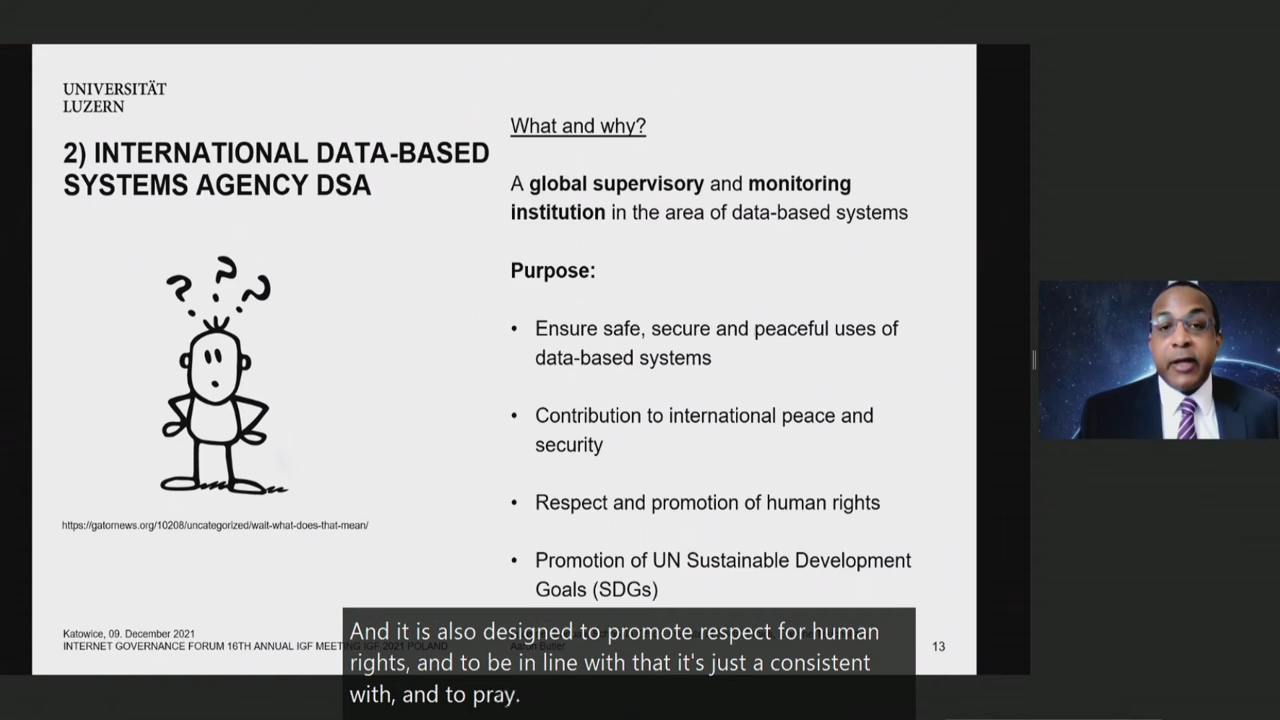 UNIVERSITÄT
LUZERN
2) INTERNATIONAL DATA-BASED
SYSTEMS AGENCY DSA
? ? ?
https://gatornews.org/10208/uncategorized/wait-what-does-that-mean/
What and why?
A global supervisory and monitoring
institution in the area of data-based systems
Purpose:
• Ensure safe, secure and peaceful uses of
data-based systems
• Contribution to international peace and
security
• Respect and promotion of human rights
• Promotion of UN Sustainable Development
Goals (SDGs)
Katowice, 09. December 2021
INTERNET GOVERNANCE FORUM 16TH ANNUAL IGF MEETING IGF 2021 POLAND
13
And it is also designed to promote respect for human
rights, and to be in line with that it's just a consistent
with, and to pray.